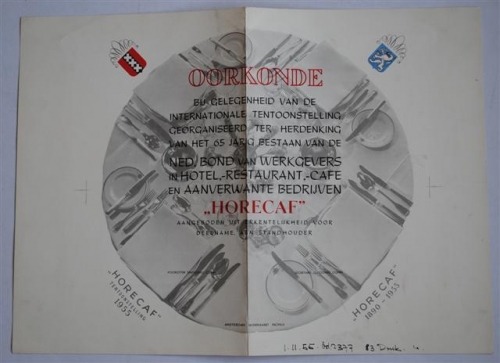 OORKONDE
BIJ GELEGENHEID VAN DE
INTERNATIONALE TENTOONSTELLING
GEORGANISEERD TER HERDENKING
VAN HET 65 JARIG BESTAAN VAN DE
NED. BOND VAN WERKGEVERS
IN HOTEL-, RESTAURANT-, CAFE
EN AANVERWANTE BEDRIJVEN
„HORECAF”
AANGEBODEN UIT ERKENTELIJKHEID VOOR
DEELNAME AAN STANDHOUDER
„HORECAF”
TENTOONSTELLING
1955
„HORECAF”
1890 - 1955